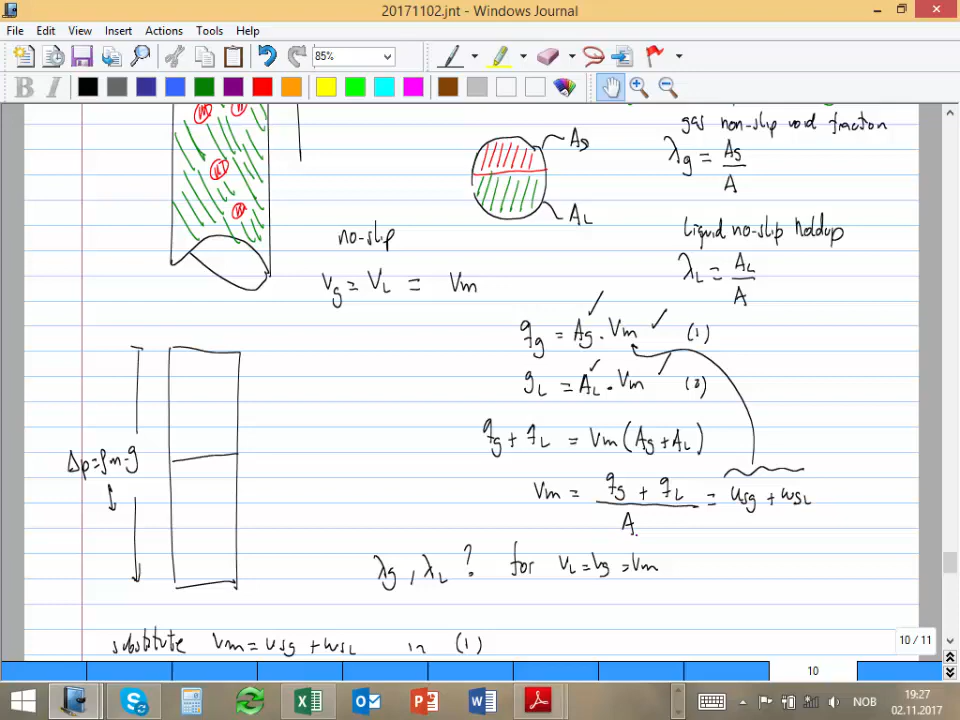 20171102.jnt - Windows Journal
File Edit View Insert Actions Tools Help
85%
B I
gas non-slip void fraction
λg = Ag / A
Ag
AL
liquid no-slip holdup
λL = AL / A
no-slip
vg = VL = Vm
qg = Ag · Vm (1)
qL = AL · Vm (2)
qg + qL = Vm (Ag + AL)
Δp = ρm·g
Vm = qg + qL / A = usg + usL
λg, λL ? for VL = Vg = Vm
substitute Vm = usg + usL in (1)
10 / 11
10
NOB
19:27
02.11.2017